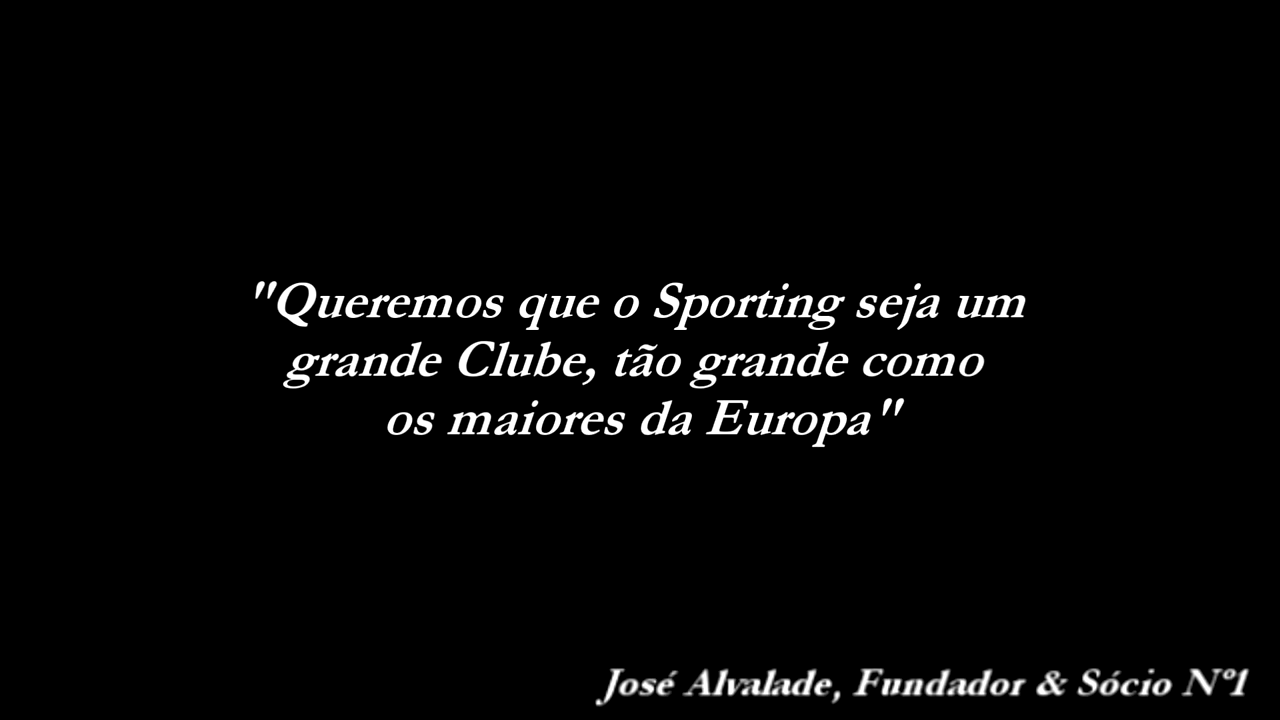 "Queremos que o Sporting seja um
grande Clube, tão grande como
os maiores da Europa"
José Alvalade, Fundador & Sócio Nº1